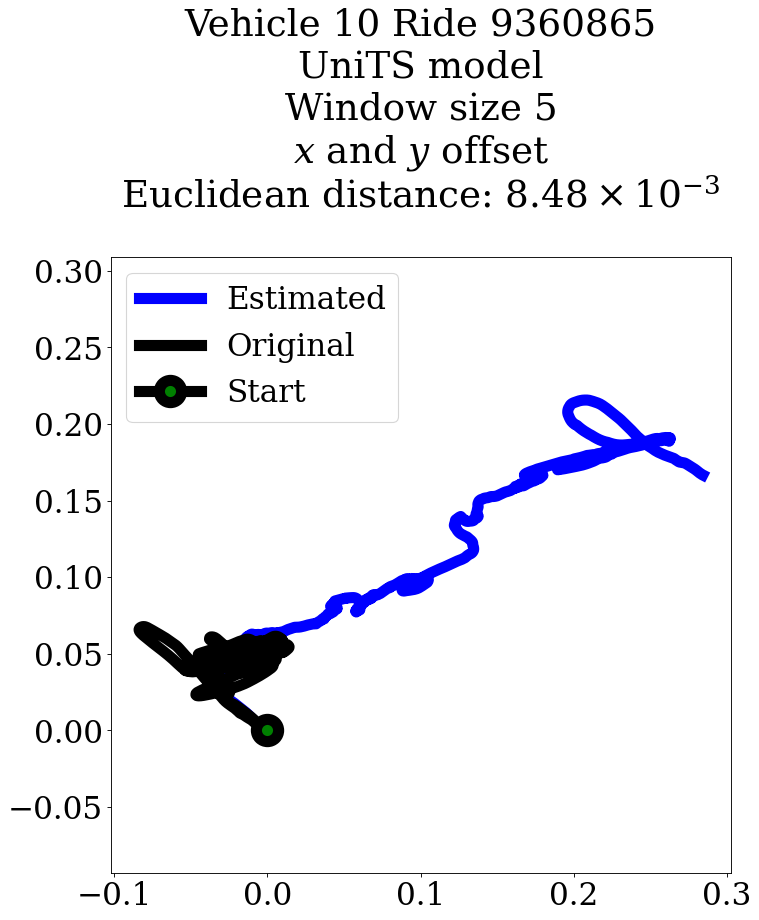 Vehicle 10 Ride 9360865
UniTS model
Window size 5
x and y offset
Euclidean distance: 8.48 × 10⁻³
Estimated
Original
Start
0.30
0.25
0.20
0.15
0.10
0.05
0.00
−0.05
−0.1 0.0 0.1 0.2 0.3